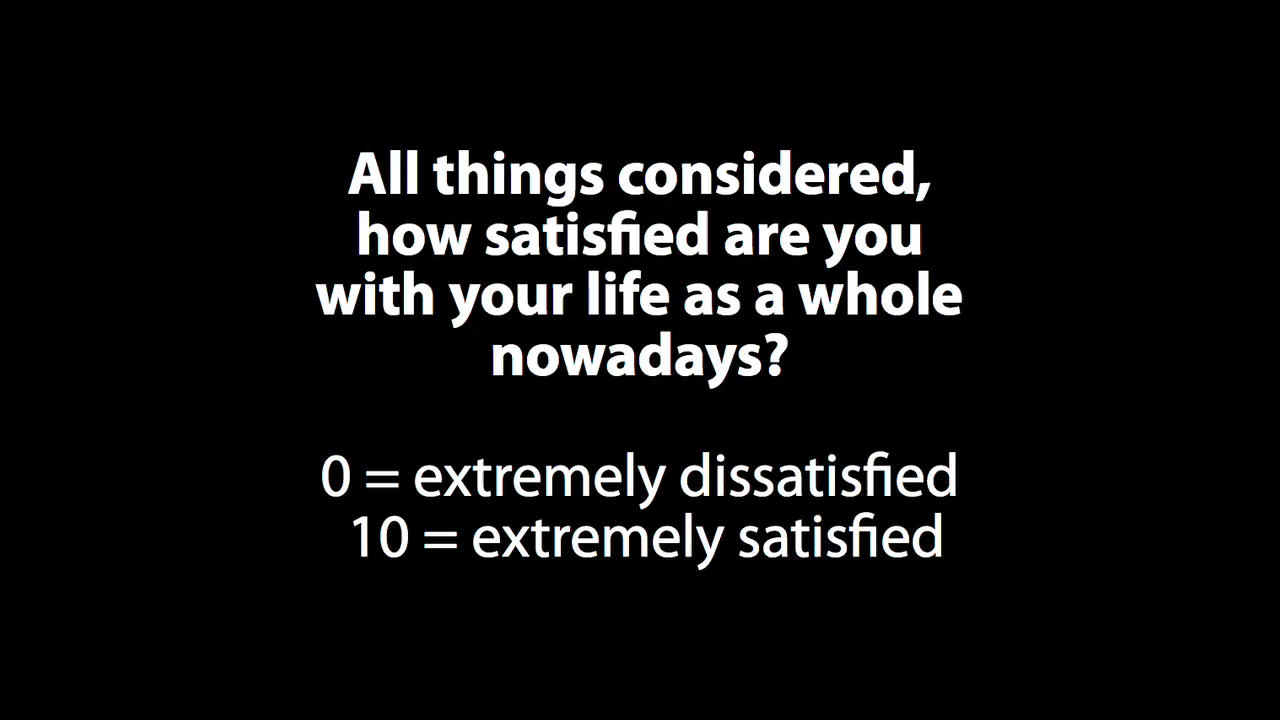 All things considered,
how satisfied are you
with your life as a whole
nowadays?
0 = extremely dissatisfied
10 = extremely satisfied